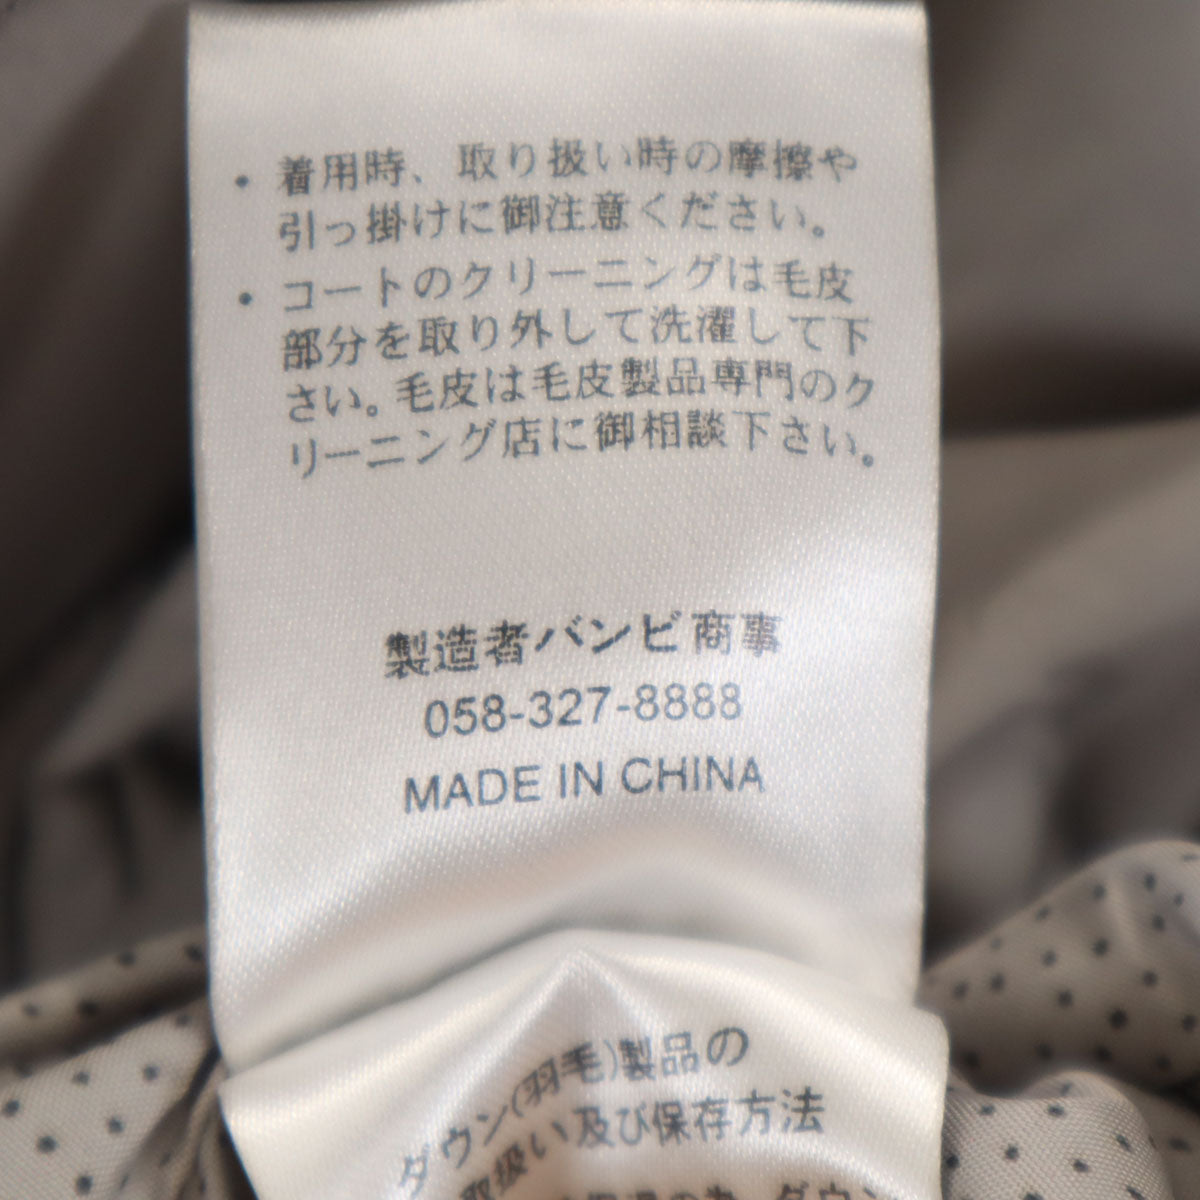 ・着用時、取り扱い時の摩擦や
引っ掛けに御注意ください。
・コートのクリーニングは毛皮
部分を取り外して洗濯して下
さい。毛皮は毛皮製品専門のク
リーニング店に御相談下さい。
製造者バンビ商事
058-327-8888
MADE IN CHINA
ダウン(羽毛)製品の
取扱い及び保存方法